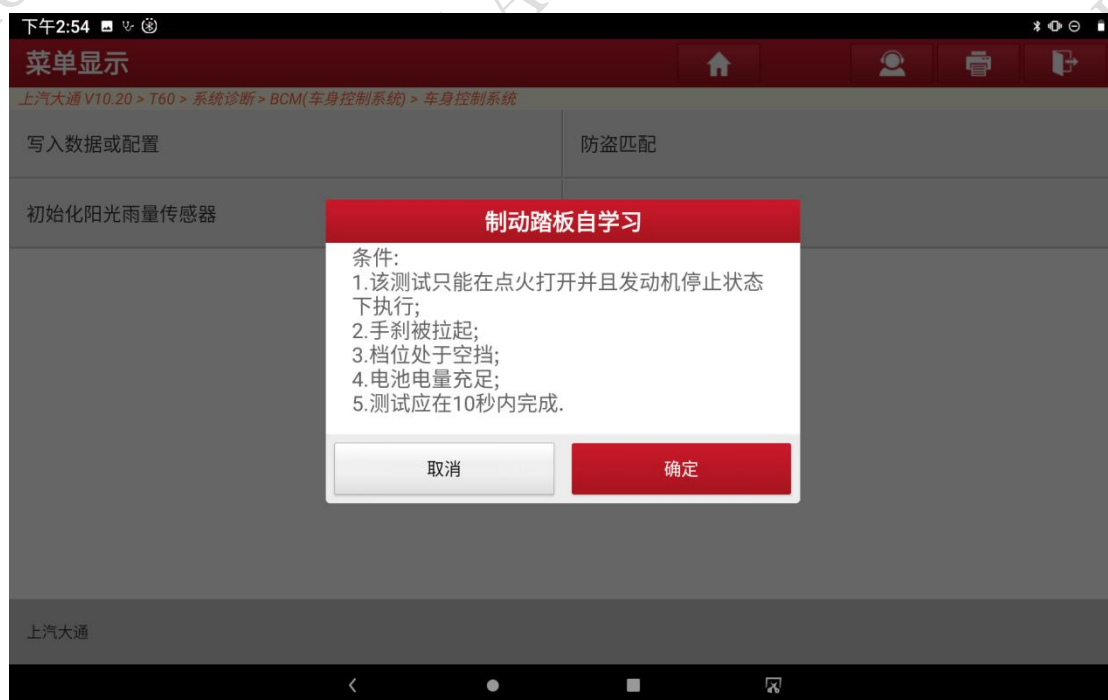 下午2:54
菜单显示
上汽大通 V10.20 > T60 > 系统诊断 > BCM(车身控制系统) > 车身控制系统
写入数据或配置
防盗匹配
初始化阳光雨量传感器
制动踏板自学习
条件:
1.该测试只能在点火打开并且发动机停止状态
下执行;
2.手刹被拉起;
3.档位处于空挡;
4.电池电量充足;
5.测试应在10秒内完成.
取消
确定
上汽大通